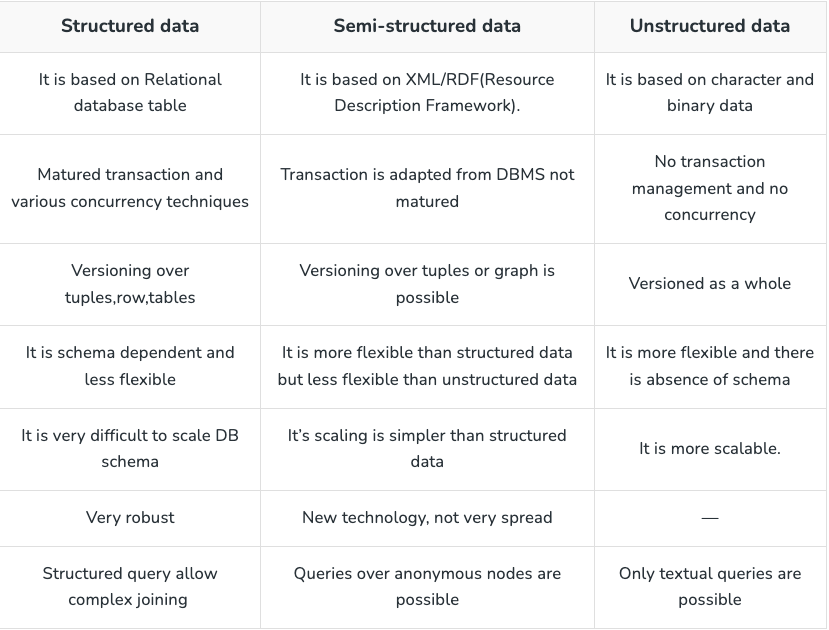 Structured data
Semi-structured data
Unstructured data
It is based on Relational
database table
It is based on XML/RDF(Resource
Description Framework).
It is based on character and
binary data
Matured transaction and
various concurrency techniques
Transaction is adapted from DBMS not
matured
No transaction
management and no
concurrency
Versioning over
tuples,row,tables
Versioning over tuples or graph is
possible
Versioned as a whole
It is schema dependent and
less flexible
It is more flexible than structured data
but less flexible than unstructured data
It is more flexible and there
is absence of schema
It is very difficult to scale DB
schema
It’s scaling is simpler than structured
data
It is more scalable.
Very robust
New technology, not very spread
—
Structured query allow
complex joining
Queries over anonymous nodes are
possible
Only textual queries are
possible